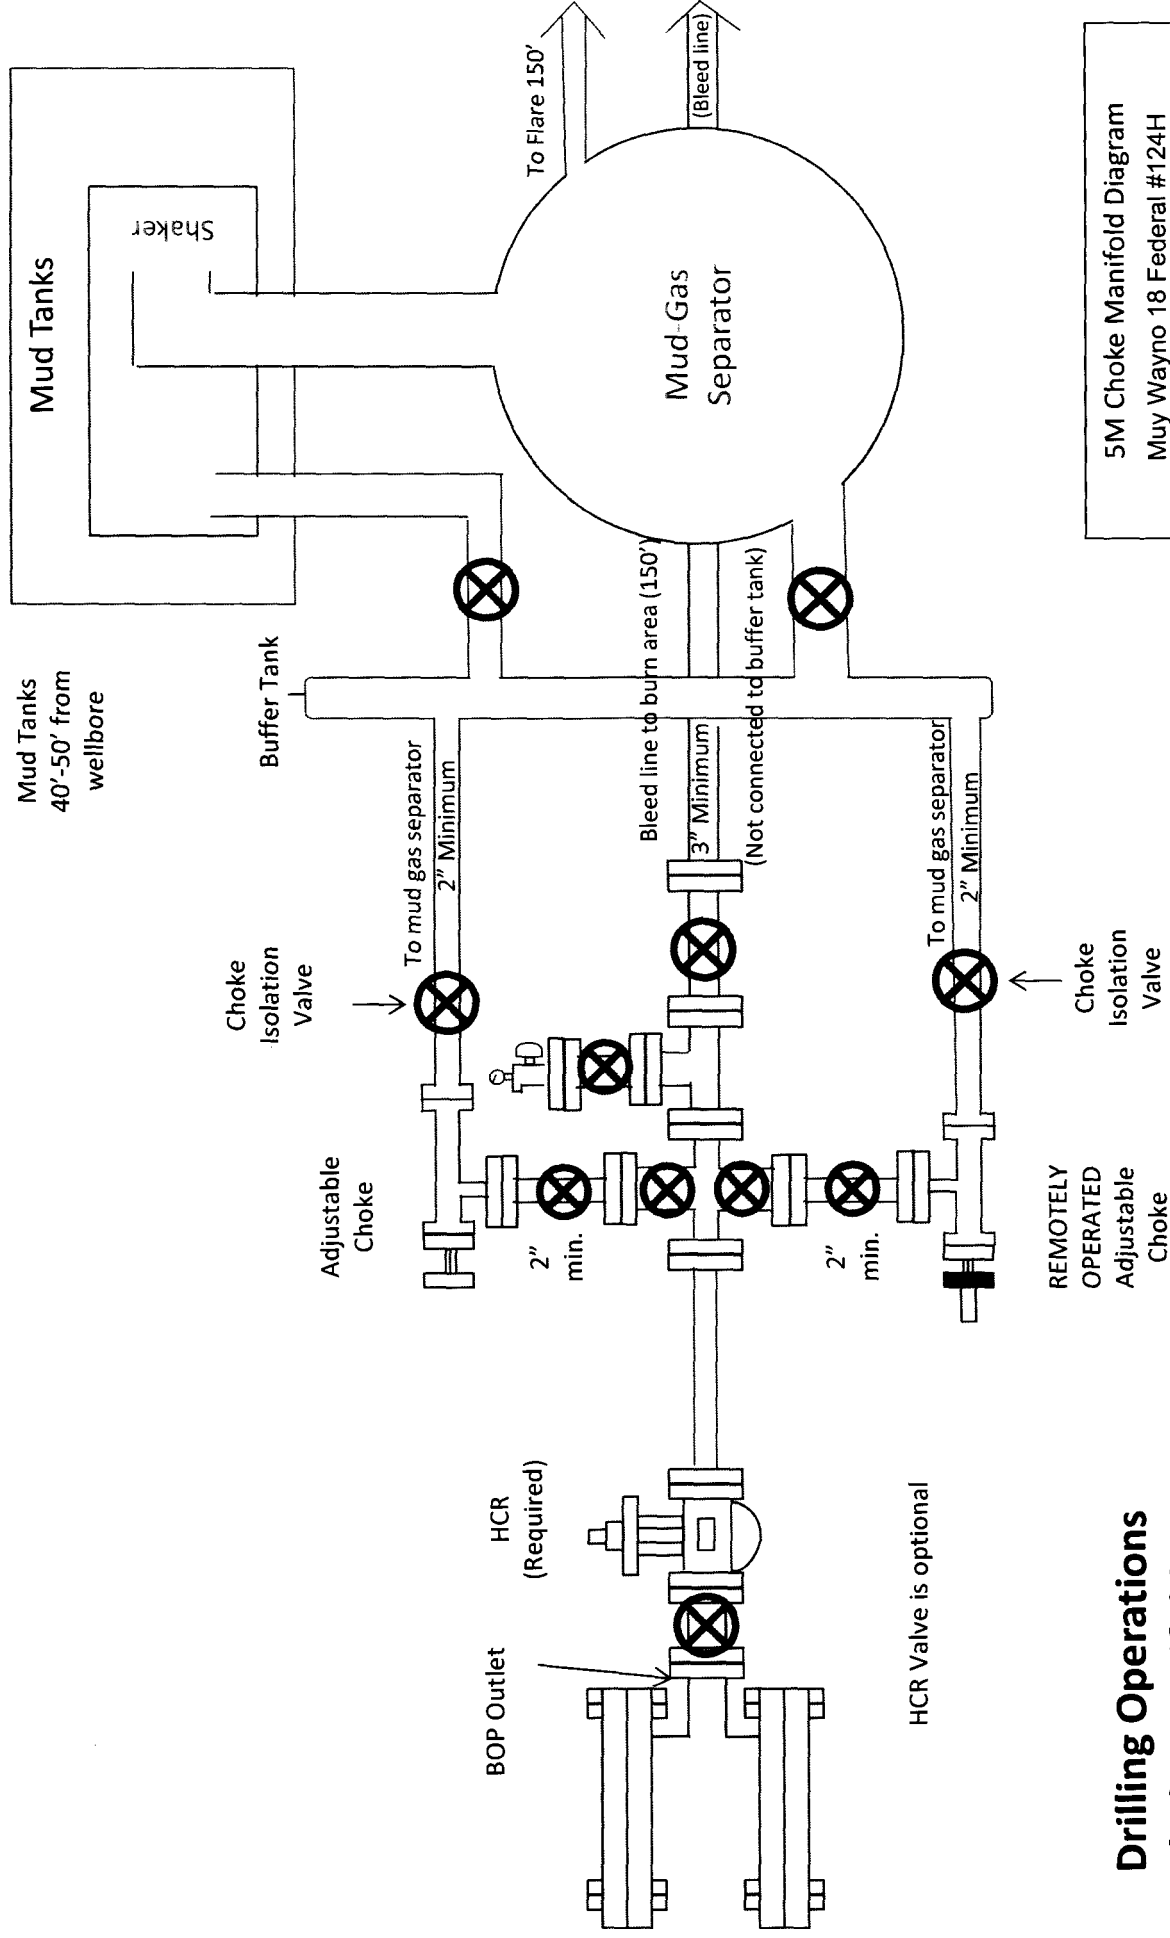 Mud Tanks
40'-50' from
wellbore
Mud Tanks
Shaker
To Flare 150'
(Bleed line)
Mud-Gas
Separator
Buffer Tank
Bleed line to burn area (150')
3" Minimum
(Not connected to buffer tank)
To mud gas separator
2" Minimum
To mud gas separator
2" Minimum
Choke
Isolation
Valve
Choke
Isolation
Valve
Adjustable
Choke
2"
min.
2"
min.
REMOTELY
OPERATED
Adjustable
Choke
HCR
(Required)
BOP Outlet
HCR Valve is optional
Drilling Operations
5M Choke Manifold Diagram
Muy Wayno 18 Federal #124H